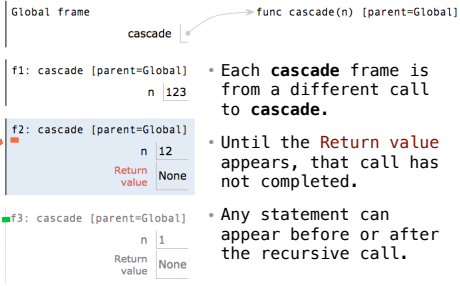 Global frame
func cascade(n) [parent=Global]
cascade
f1: cascade [parent=Global]
n 123
f2: cascade [parent=Global]
n 12
Return
value None
f3: cascade [parent=Global]
n 1
Return
value None
• Each cascade frame is
from a different call
to cascade.
• Until the Return value
appears, that call has
not completed.
• Any statement can
appear before or after
the recursive call.